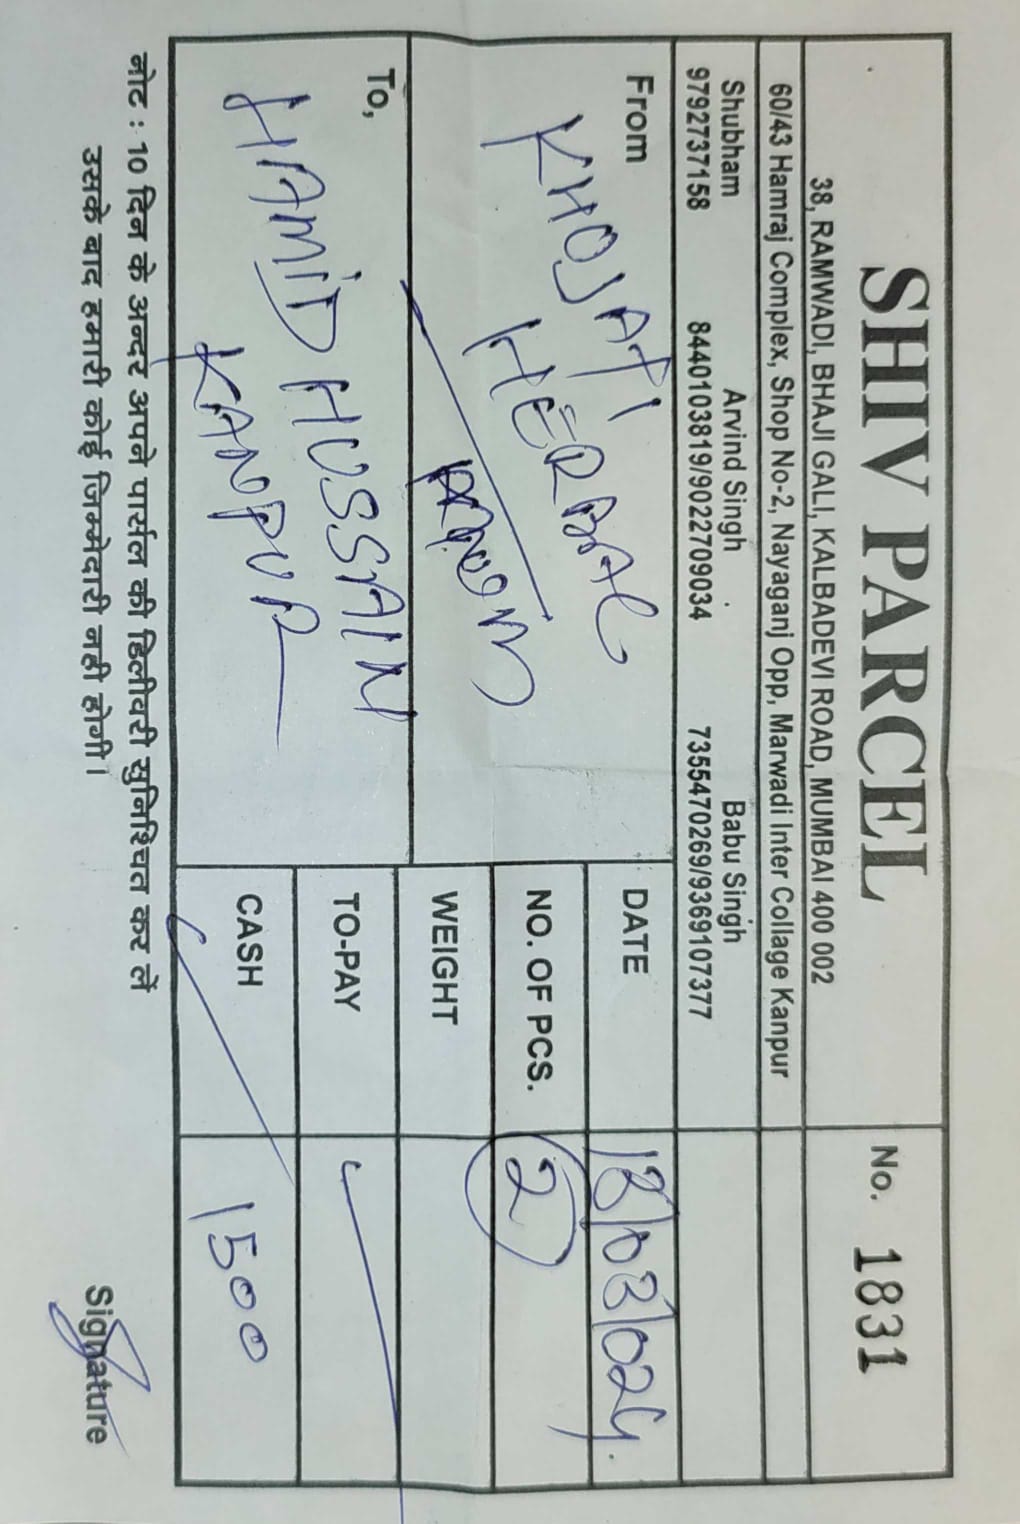 SHIV PARCEL
No. 1831
38, RAMWADI, BHAJI GALI, KALBADEVI ROAD, MUMBAI 400 002
60/43 Hamraj Complex, Shop No-2, Nayaganj Opp, Marwadi Inter Collage Kanpur
Shubham Arvind Singh Babu Singh
9792737158 8440103819/9022709034 7355470269/9369107377
From
KHOJATI
HERBAL
DATE 18/03/024.
NO. OF PCS. 2
WEIGHT
To,
HAMID HUSSAIN
KANPUR
TO-PAY
CASH 1500
नोट : 10 दिन के अन्दर अपने पार्सल की डिलीवरी सुनिश्चित कर लें
उसके बाद हमारी कोई जिम्मेदारी नही होगी।
Signature